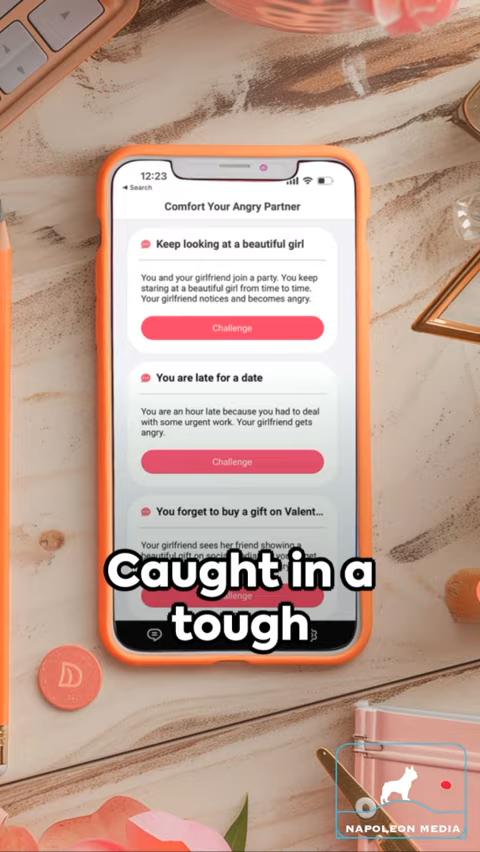 12:23
Search
Comfort Your Angry Partner
Keep looking at a beautiful girl
You and your girlfriend join a party. You keep
staring at a beautiful girl from time to time.
Your girlfriend notices and becomes angry.
Challenge
You are late for a date
You are an hour late because you had to deal
with some urgent work. Your girlfriend gets
angry.
Challenge
You forget to buy a gift on Valent...
Your girlfriend sees her friend showing a
beautiful gift on social
Caught in a
tough
NAPOLEON MEDIA